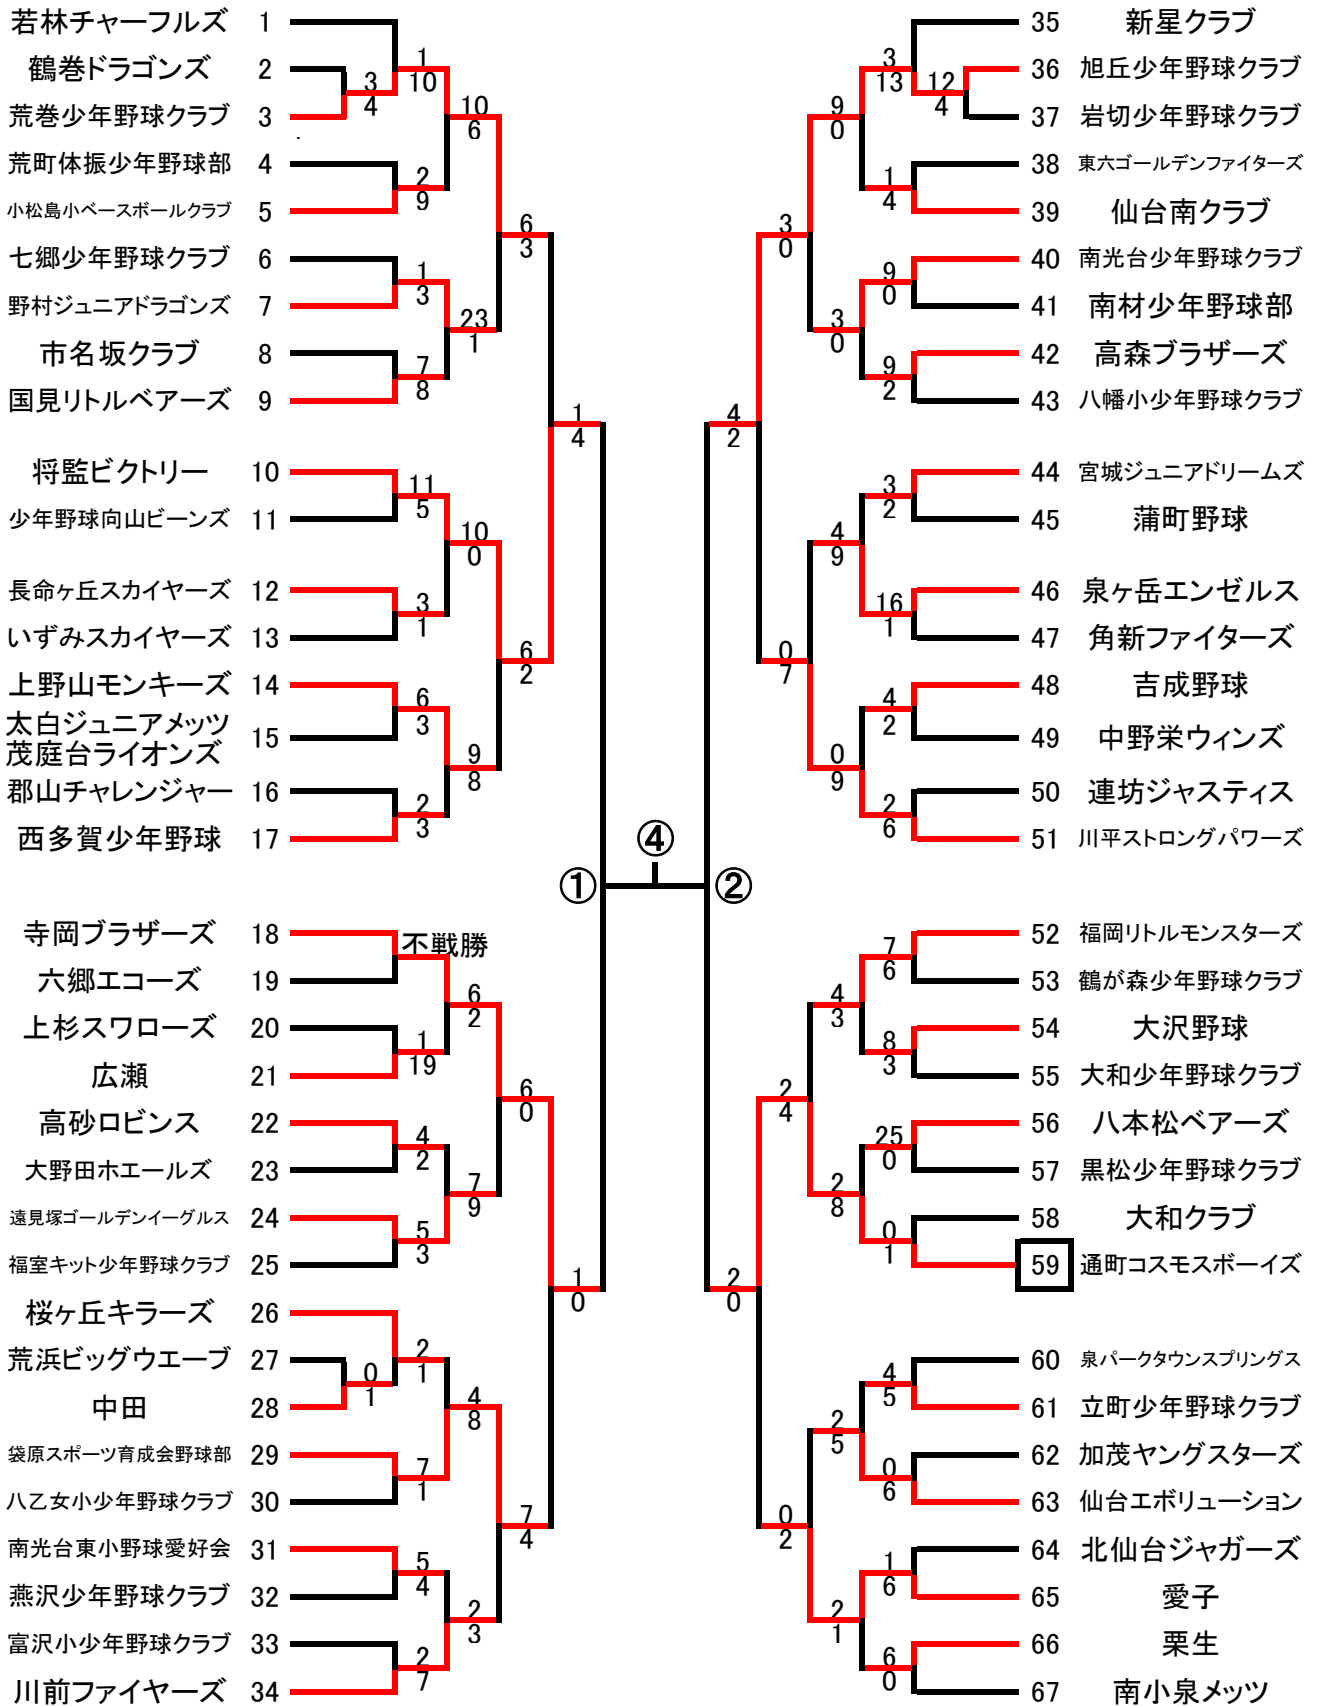 若林チャーフルズ 1
鶴巻ドラゴンズ 2
荒巻少年野球クラブ 3
荒町体振少年野球部 4
小松島小ベースボールクラブ 5
七郷少年野球クラブ 6
野村ジュニアドラゴンズ 7
市名坂クラブ 8
国見リトルベアーズ 9
将監ビクトリー 10
少年野球向山ビーンズ 11
長命ヶ丘スカイヤーズ 12
いずみスカイヤーズ 13
上野山モンキーズ 14
太白ジュニアメッツ
茂庭台ライオンズ 15
郡山チャレンジャー 16
西多賀少年野球 17
寺岡ブラザーズ 18
六郷エコーズ 19
上杉スワローズ 20
広瀬 21
高砂ロビンス 22
大野田ホエールズ 23
遠見塚ゴールデンイーグルス 24
福室キット少年野球クラブ 25
桜ヶ丘キラーズ 26
荒浜ビッグウエーブ 27
中田 28
袋原スポーツ育成会野球部 29
八乙女小少年野球クラブ 30
南光台東小野球愛好会 31
燕沢少年野球クラブ 32
富沢小少年野球クラブ 33
川前ファイヤーズ 34
3
4
1
10
2
9
1
3
7
8
11
5
3
1
6
3
2
3
不戦勝
1
19
4
2
5
3
0
1
2
1
7
1
5
4
2
7
10
6
23
1
10
0
9
8
6
2
7
9
4
8
2
3
6
3
6
2
6
0
7
4
1
4
1
0
①
④
②
4
2
2
0
3
0
0
7
2
4
0
2
9
0
3
0
4
9
0
9
4
3
2
8
2
5
2
1
3
13
12
4
1
4
9
0
9
2
3
2
16
1
4
2
2
6
7
6
8
3
25
0
0
1
4
5
0
6
1
6
6
0
35 新星クラブ
36 旭丘少年野球クラブ
37 岩切少年野球クラブ
38 東六ゴールデンファイターズ
39 仙台南クラブ
40 南光台少年野球クラブ
41 南材少年野球部
42 高森ブラザーズ
43 八幡小少年野球クラブ
44 宮城ジュニアドリームズ
45 蒲町野球
46 泉ヶ岳エンゼルス
47 角新ファイターズ
48 吉成野球
49 中野栄ウィンズ
50 連坊ジャスティス
51 川平ストロングパワーズ
52 福岡リトルモンスターズ
53 鶴が森少年野球クラブ
54 大沢野球
55 大和少年野球クラブ
56 八本松ベアーズ
57 黒松少年野球クラブ
58 大和クラブ
59 通町コスモスボーイズ
60 泉パークタウンスプリングス
61 立町少年野球クラブ
62 加茂ヤングスターズ
63 仙台エボリューション
64 北仙台ジャガーズ
65 愛子
66 栗生
67 南小泉メッツ